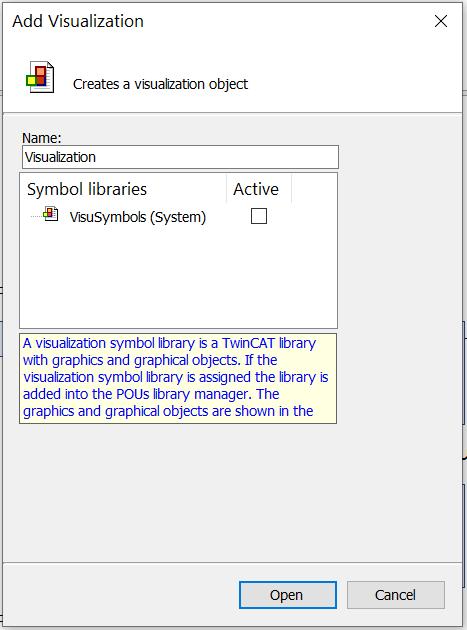 Add Visualization
Creates a visualization object
Name:
Visualization
Symbol libraries Active
VisuSymbols (System)
A visualization symbol library is a TwinCAT library
with graphics and graphical objects. If the
visualization symbol library is assigned the library is
added into the POUs library manager. The
graphics and graphical objects are shown in the
Open Cancel